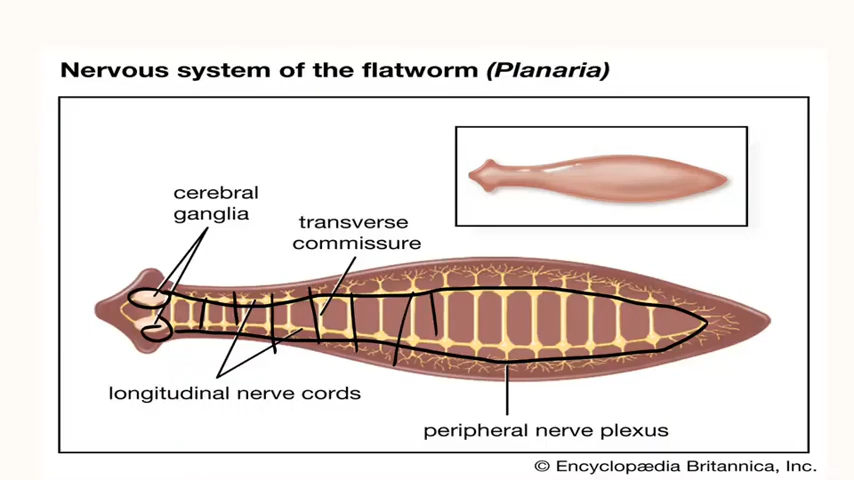 Nervous system of the flatworm (Planaria)
cerebral
ganglia
transverse
commissure
longitudinal nerve cords
peripheral nerve plexus
© Encyclopædia Britannica, Inc.